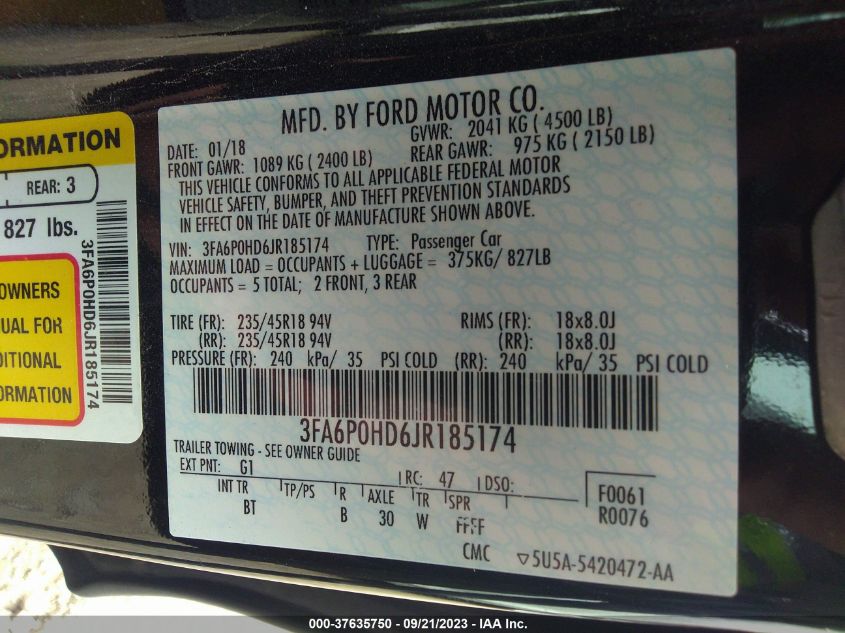 ORMATION
REAR: 3
827 lbs.
3FA6P0HD6JR185174
OWNERS
UAL FOR
DITIONAL
ORMATION
MFD. BY FORD MOTOR CO.
DATE: 01/18 GVWR: 2041 KG ( 4500 LB)
FRONT GAWR: 1089 KG ( 2400 LB) REAR GAWR: 975 KG ( 2150 LB)
THIS VEHICLE CONFORMS TO ALL APPLICABLE FEDERAL MOTOR
VEHICLE SAFETY, BUMPER, AND THEFT PREVENTION STANDARDS
IN EFFECT ON THE DATE OF MANUFACTURE SHOWN ABOVE.
VIN: 3FA6P0HD6JR185174 TYPE: Passenger Car
MAXIMUM LOAD = OCCUPANTS + LUGGAGE = 375KG/ 827LB
OCCUPANTS = 5 TOTAL; 2 FRONT, 3 REAR
TIRE (FR): 235/45R18 94V RIMS (FR): 18x8.0J
(RR): 235/45R18 94V (RR): 18x8.0J
PRESSURE (FR): 240 kPa/ 35 PSI COLD (RR): 240 kPa/ 35 PSI COLD
3FA6P0HD6JR185174
TRAILER TOWING - SEE OWNER GUIDE
EXT PNT: G1 RC: 47 DSO:
INT TR TP/PS R AXLE TR SPR F0061
BT B 30 W FFFF R0076
CMC ▽5U5A-5420472-AA
000-37635750 - 09/21/2023 - IAA Inc.